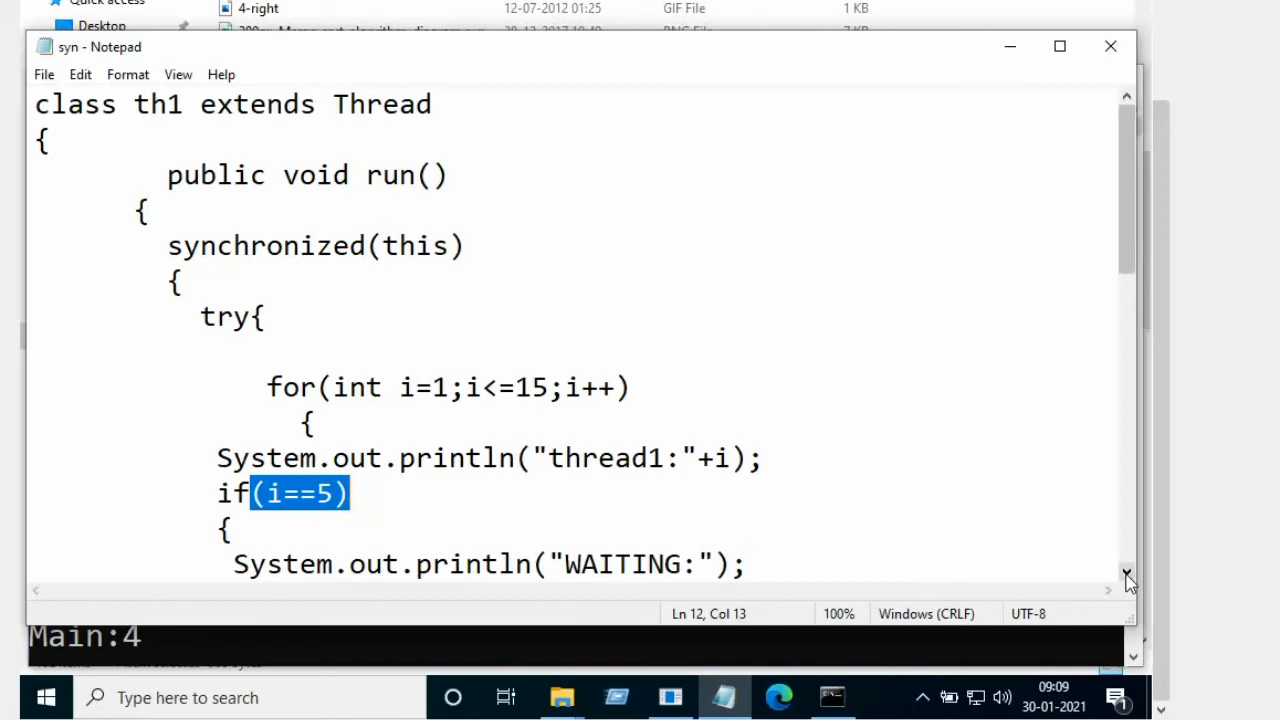 Quick access
4-right 12-07-2012 01:25 GIF File 1 KB
Desktop
syn - Notepad
File Edit Format View Help
class th1 extends Thread
{
public void run()
{
synchronized(this)
{
try{
for(int i=1;i<=15;i++)
{
System.out.println("thread1:"+i);
if(i==5)
{
System.out.println("WAITING:");
Ln 12, Col 13 100% Windows (CRLF) UTF-8
Main:4
Type here to search
09:09
30-01-2021
1